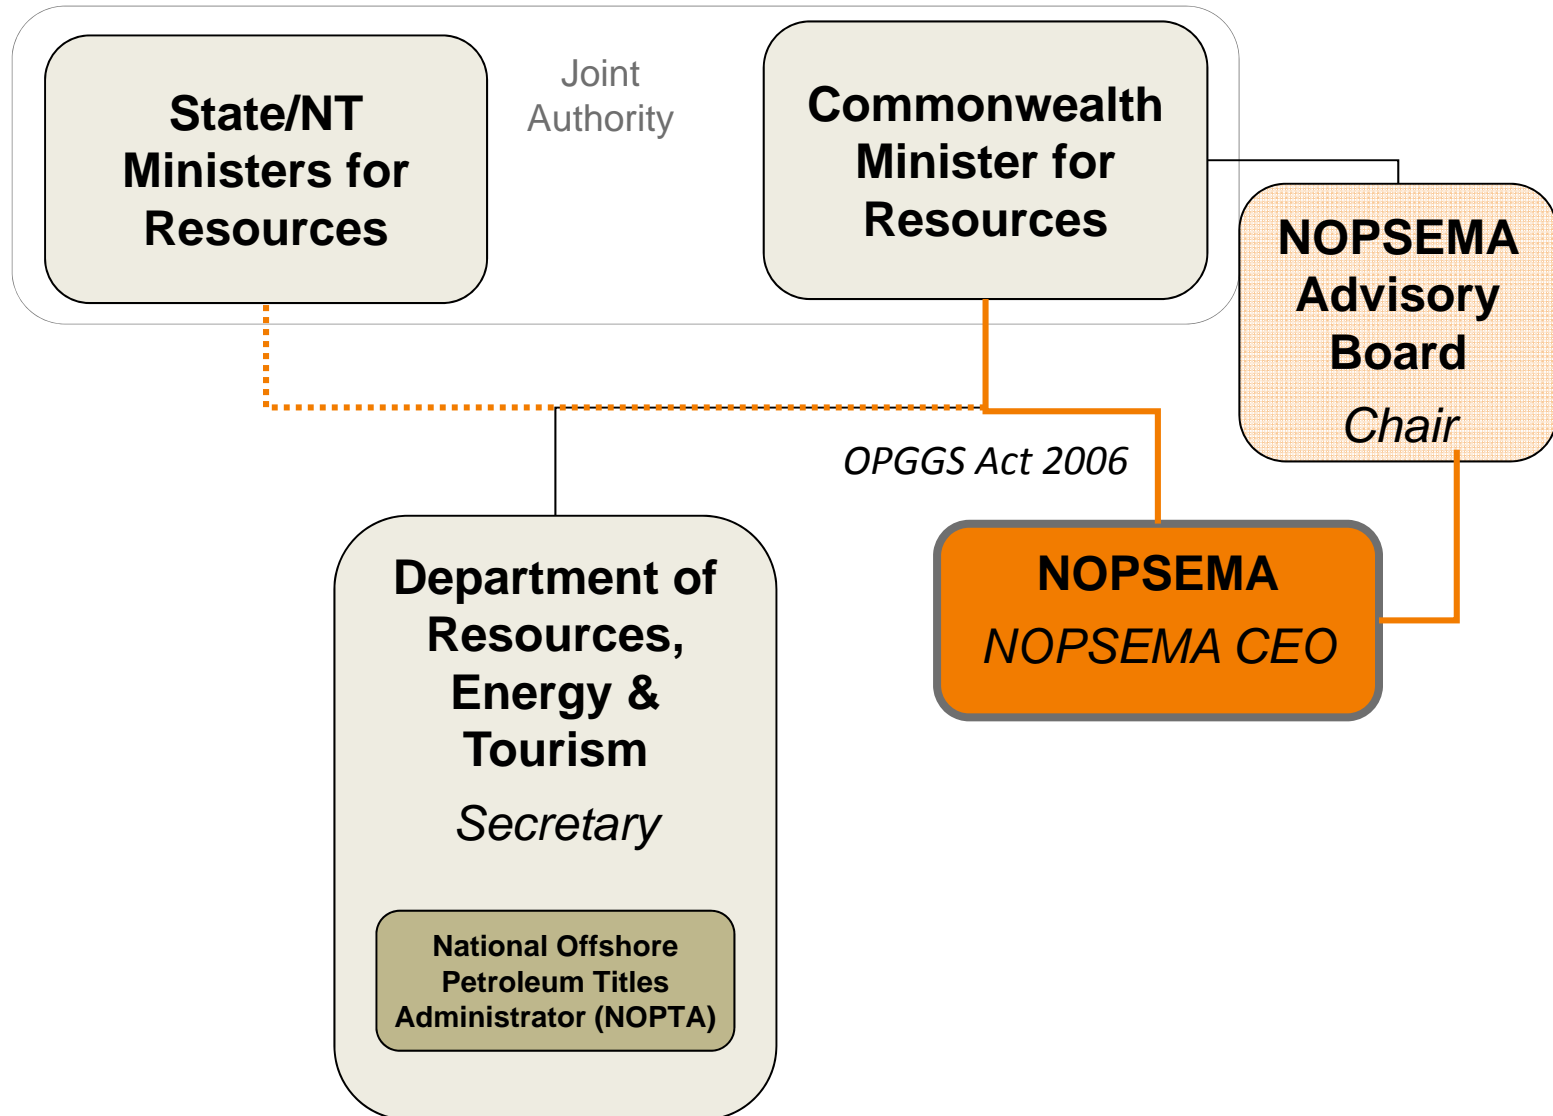 State/NT
Ministers for
Resources
Joint
Authority
Commonwealth
Minister for
Resources
NOPSEMA
Advisory
Board
Chair
OPGGS Act 2006
NOPSEMA
NOPSEMA CEO
Department of
Resources,
Energy &
Tourism
Secretary
National Offshore
Petroleum Titles
Administrator (NOPTA)